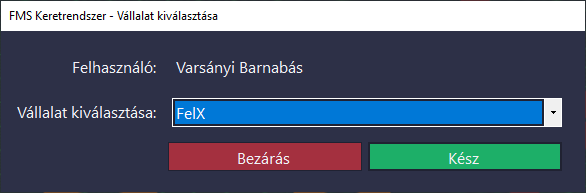 FMS Keretrendszer - Vállalat kiválasztása
Felhasználó: Varsányi Barnabás
Vállalat kiválasztása: FelX
Bezárás Kész